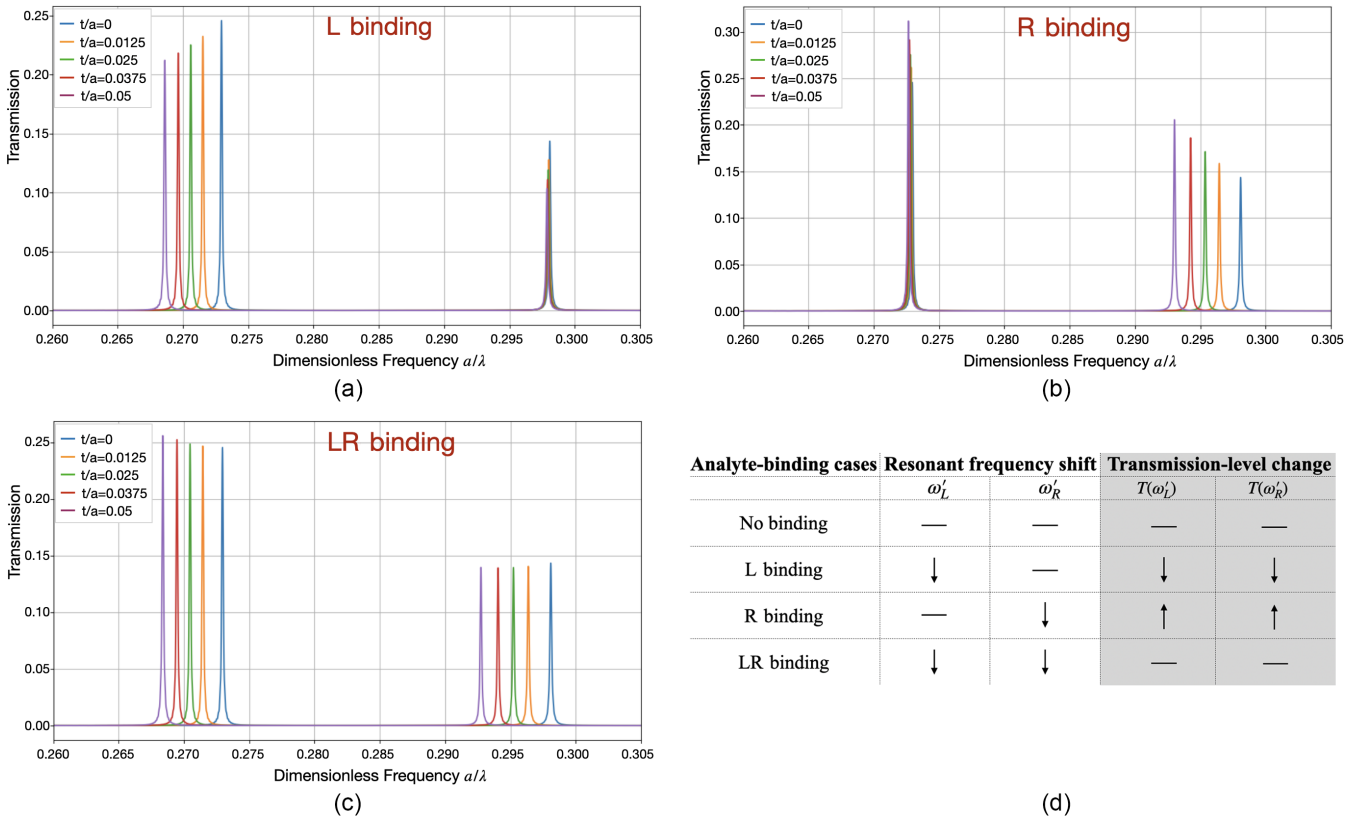 L binding
t/a=0
t/a=0.0125
t/a=0.025
t/a=0.0375
t/a=0.05
0.25
0.20
0.15
0.10
0.05
0.00
Transmission
0.260 0.265 0.270 0.275 0.280 0.285 0.290 0.295 0.300 0.305
Dimensionless Frequency a/λ
(a)
R binding
t/a=0
t/a=0.0125
t/a=0.025
t/a=0.0375
t/a=0.05
0.30
0.25
0.20
0.15
0.10
0.05
0.00
Transmission
0.260 0.265 0.270 0.275 0.280 0.285 0.290 0.295 0.300 0.305
Dimensionless Frequency a/λ
(b)
LR binding
t/a=0
t/a=0.0125
t/a=0.025
t/a=0.0375
t/a=0.05
0.25
0.20
0.15
0.10
0.05
0.00
Transmission
0.260 0.265 0.270 0.275 0.280 0.285 0.290 0.295 0.300 0.305
Dimensionless Frequency a/λ
(c)
Analyte-binding cases Resonant frequency shift Transmission-level change
ω′L ω′R T(ω′L) T(ω′R)
No binding — — — —
L binding ↓ — ↓ ↓
R binding — ↓ ↑ ↑
LR binding ↓ ↓ — —
(d)